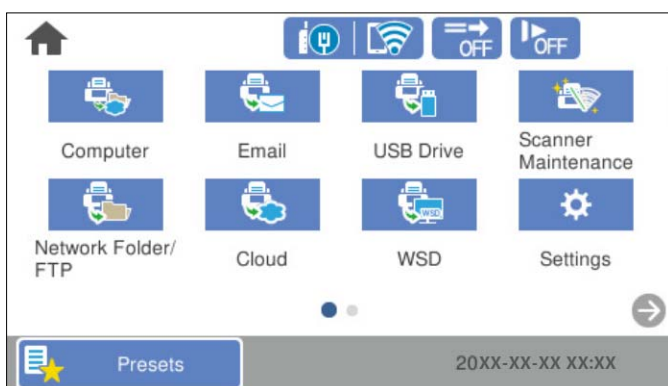 OFF
OFF
Computer
Email
USB Drive
Scanner
Maintenance
WSD
Network Folder/
FTP
Cloud
WSD
Settings
Presets
20XX-XX-XX XX:XX